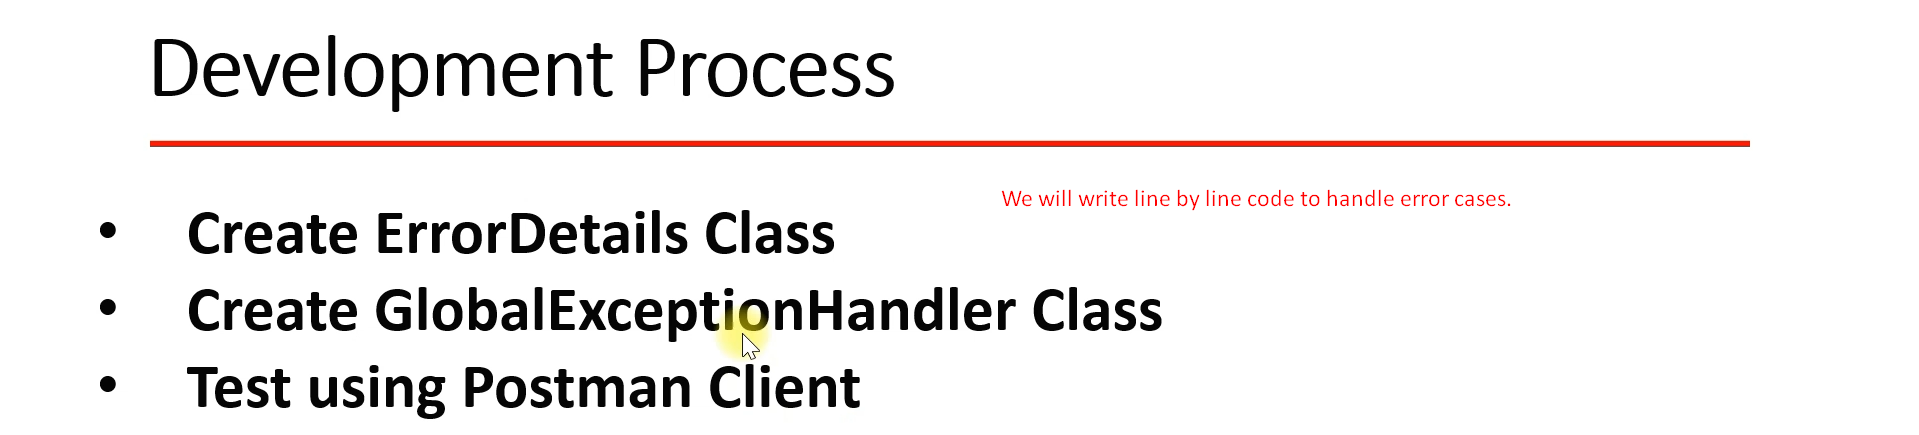 Development Process
We will write line by line code to handle error cases.
• Create ErrorDetails Class
• Create GlobalExceptionHandler Class
• Test using Postman Client